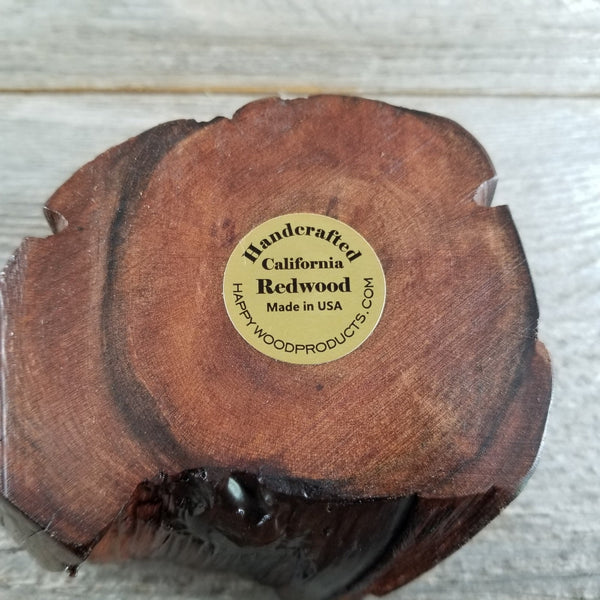 Handcrafted
California
Redwood
Made in USA
HAPPYWOODPRODUCTS.COM